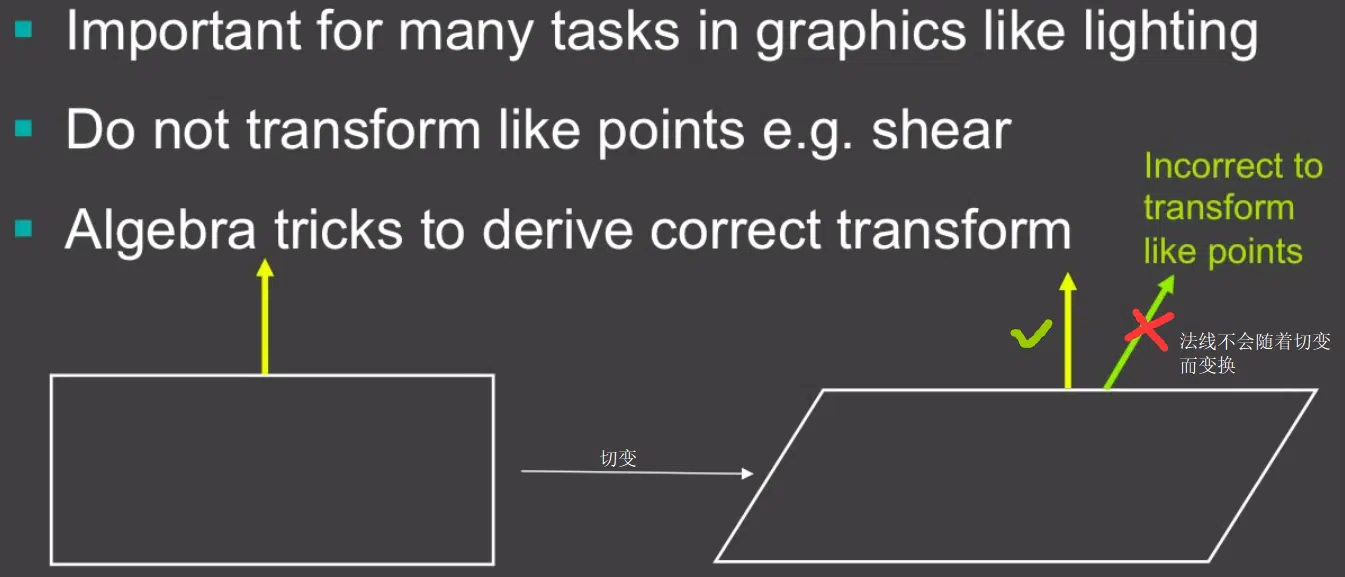 Important for many tasks in graphics like lighting
Do not transform like points e.g. shear
Algebra tricks to derive correct transform
Incorrect to
transform
like points
法线不会随着切变
而变换
切变